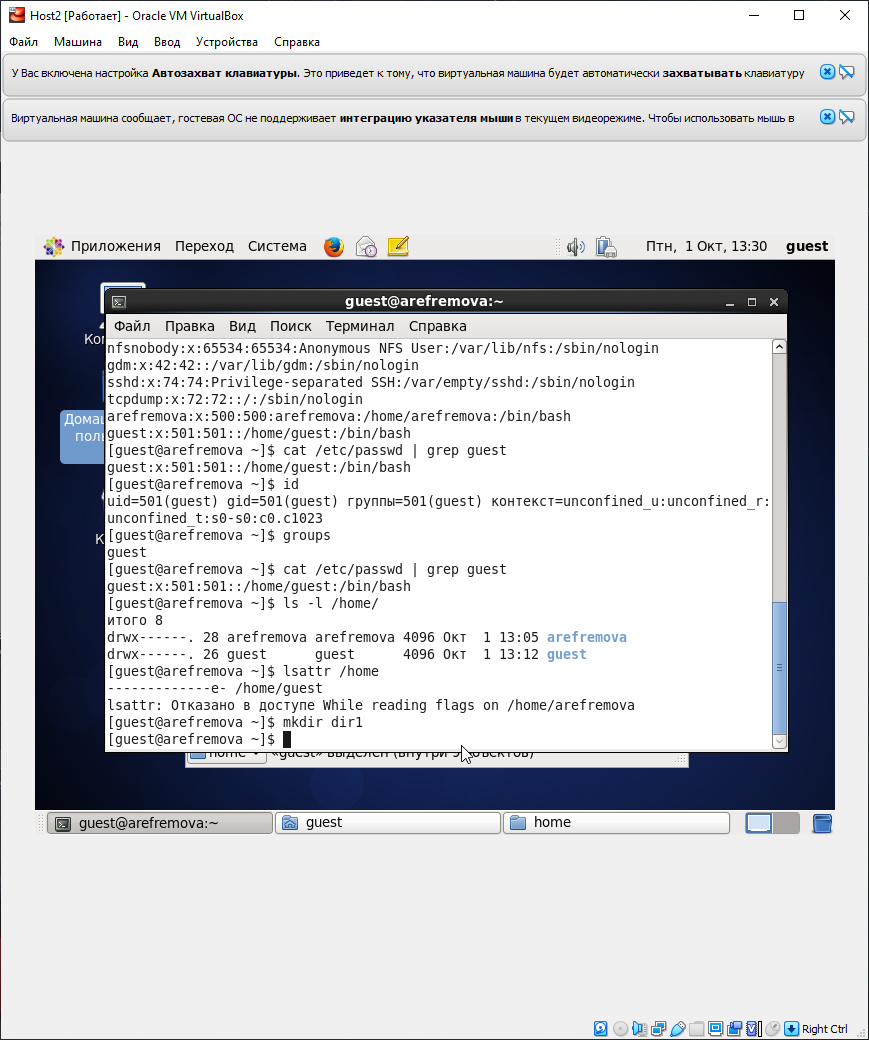 Host2 [Работает] - Oracle VM VirtualBox
Файл Машина Вид Ввод Устройства Справка
У Вас включена настройка Автозахват клавиатуры. Это приведет к тому, что виртуальная машина будет автоматически захватывать клавиатуру
Виртуальная машина сообщает, гостевая ОС не поддерживает интеграцию указателя мыши в текущем видеорежиме. Чтобы использовать мышь в
Приложения Переход Система Птн, 1 Окт, 13:30 guest
guest@arefremova:~
Файл Правка Вид Поиск Терминал Справка
nfsnobody:x:65534:65534:Anonymous NFS User:/var/lib/nfs:/sbin/nologin
gdm:x:42:42::/var/lib/gdm:/sbin/nologin
sshd:x:74:74:Privilege-separated SSH:/var/empty/sshd:/sbin/nologin
tcpdump:x:72:72::/:/sbin/nologin
arefremova:x:500:500:arefremova:/home/arefremova:/bin/bash
guest:x:501:501::/home/guest:/bin/bash
[guest@arefremova ~]$ cat /etc/passwd | grep guest
guest:x:501:501::/home/guest:/bin/bash
[guest@arefremova ~]$ id
uid=501(guest) gid=501(guest) группы=501(guest) контекст=unconfined_u:unconfined_r:
unconfined_t:s0-s0:c0.c1023
[guest@arefremova ~]$ groups
guest
[guest@arefremova ~]$ cat /etc/passwd | grep guest
guest:x:501:501::/home/guest:/bin/bash
[guest@arefremova ~]$ ls -l /home/
итого 8
drwx------. 28 arefremova arefremova 4096 Окт  1 13:05 arefremova
drwx------. 26 guest      guest      4096 Окт  1 13:12 guest
[guest@arefremova ~]$ lsattr /home
-------------e- /home/guest
lsattr: Отказано в доступе While reading flags on /home/arefremova
[guest@arefremova ~]$ mkdir dir1
[guest@arefremova ~]$
home «guest» выделен (внутри объектов)
guest@arefremova:~ guest home
Right Ctrl